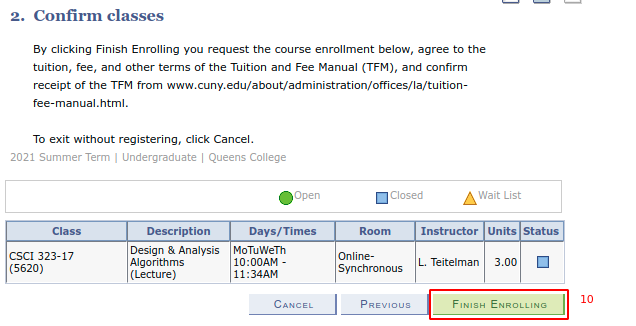 2. Confirm classes
By clicking Finish Enrolling you request the course enrollment below, agree to the
tuition, fee, and other terms of the Tuition and Fee Manual (TFM), and confirm
receipt of the TFM from www.cuny.edu/about/administration/offices/la/tuition-
fee-manual.html.
To exit without registering, click Cancel.
2021 Summer Term | Undergraduate | Queens College
Open Closed Wait List
Class Description Days/Times Room Instructor Units Status
CSCI 323-17
(5620)
Design & Analysis
Algorithms
(Lecture)
MoTuWeTh
10:00AM -
11:34AM
Online-
Synchronous
L. Teitelman
3.00
CANCEL PREVIOUS FINISH ENROLLING 10